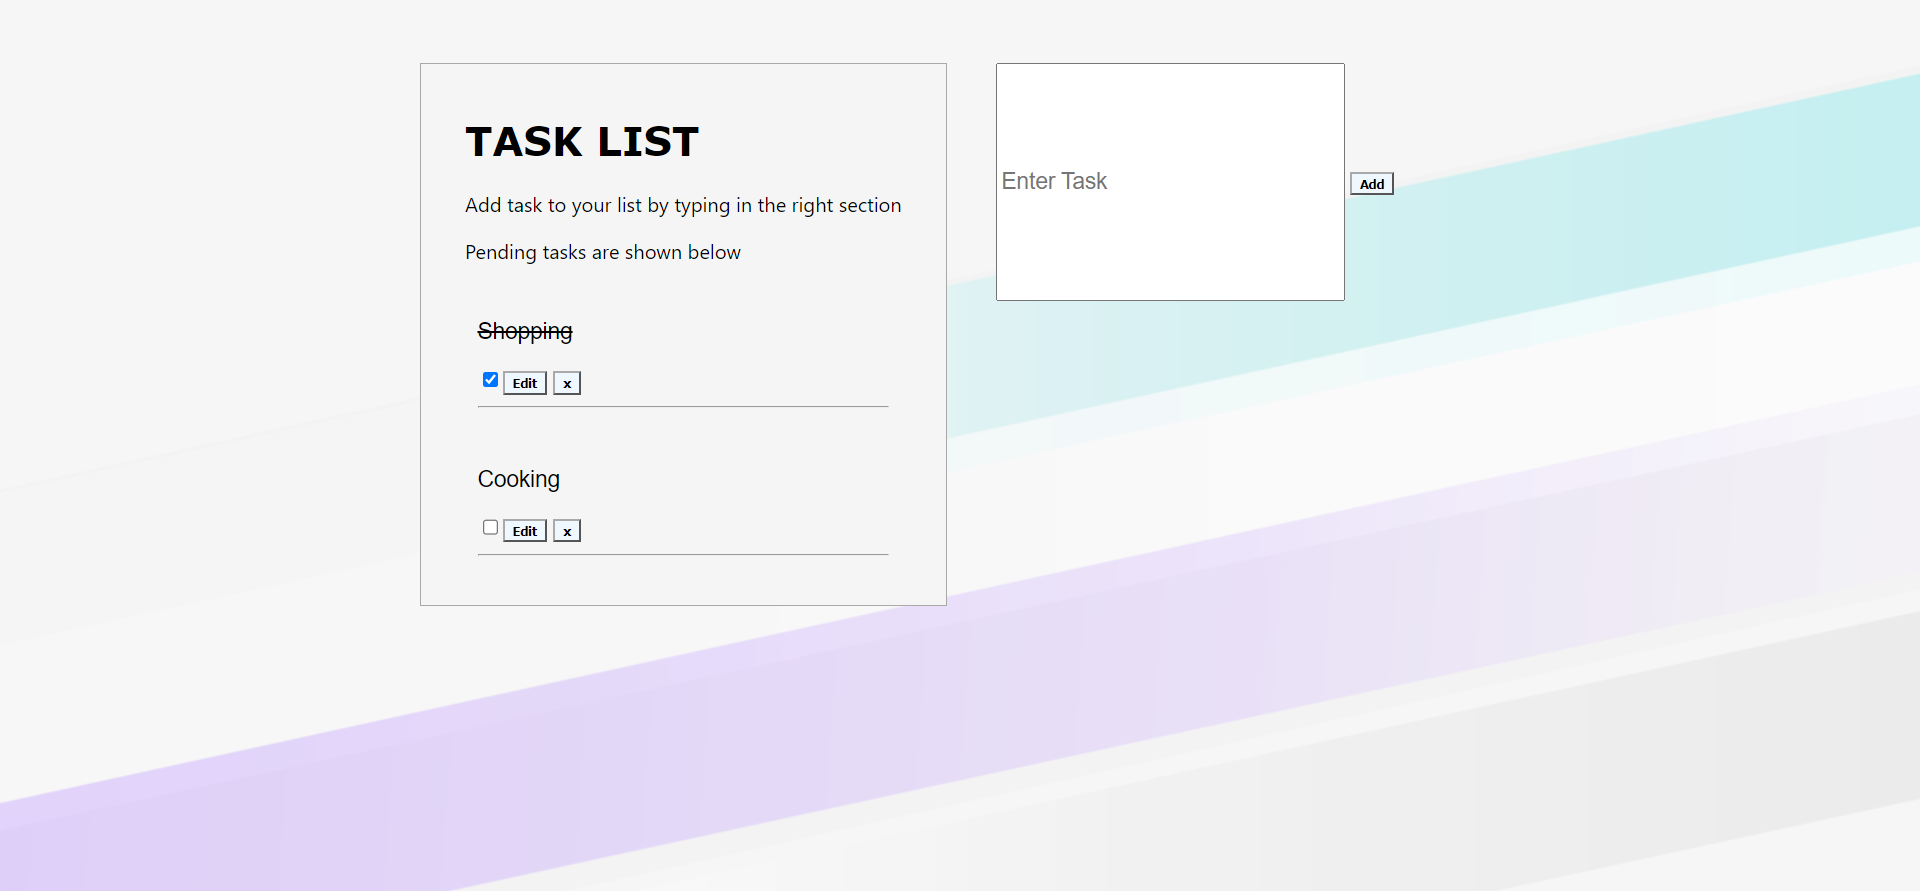 TASK LIST
Add task to your list by typing in the right section
Pending tasks are shown below
Shopping
Edit x
Cooking
Edit x
Enter Task
Add